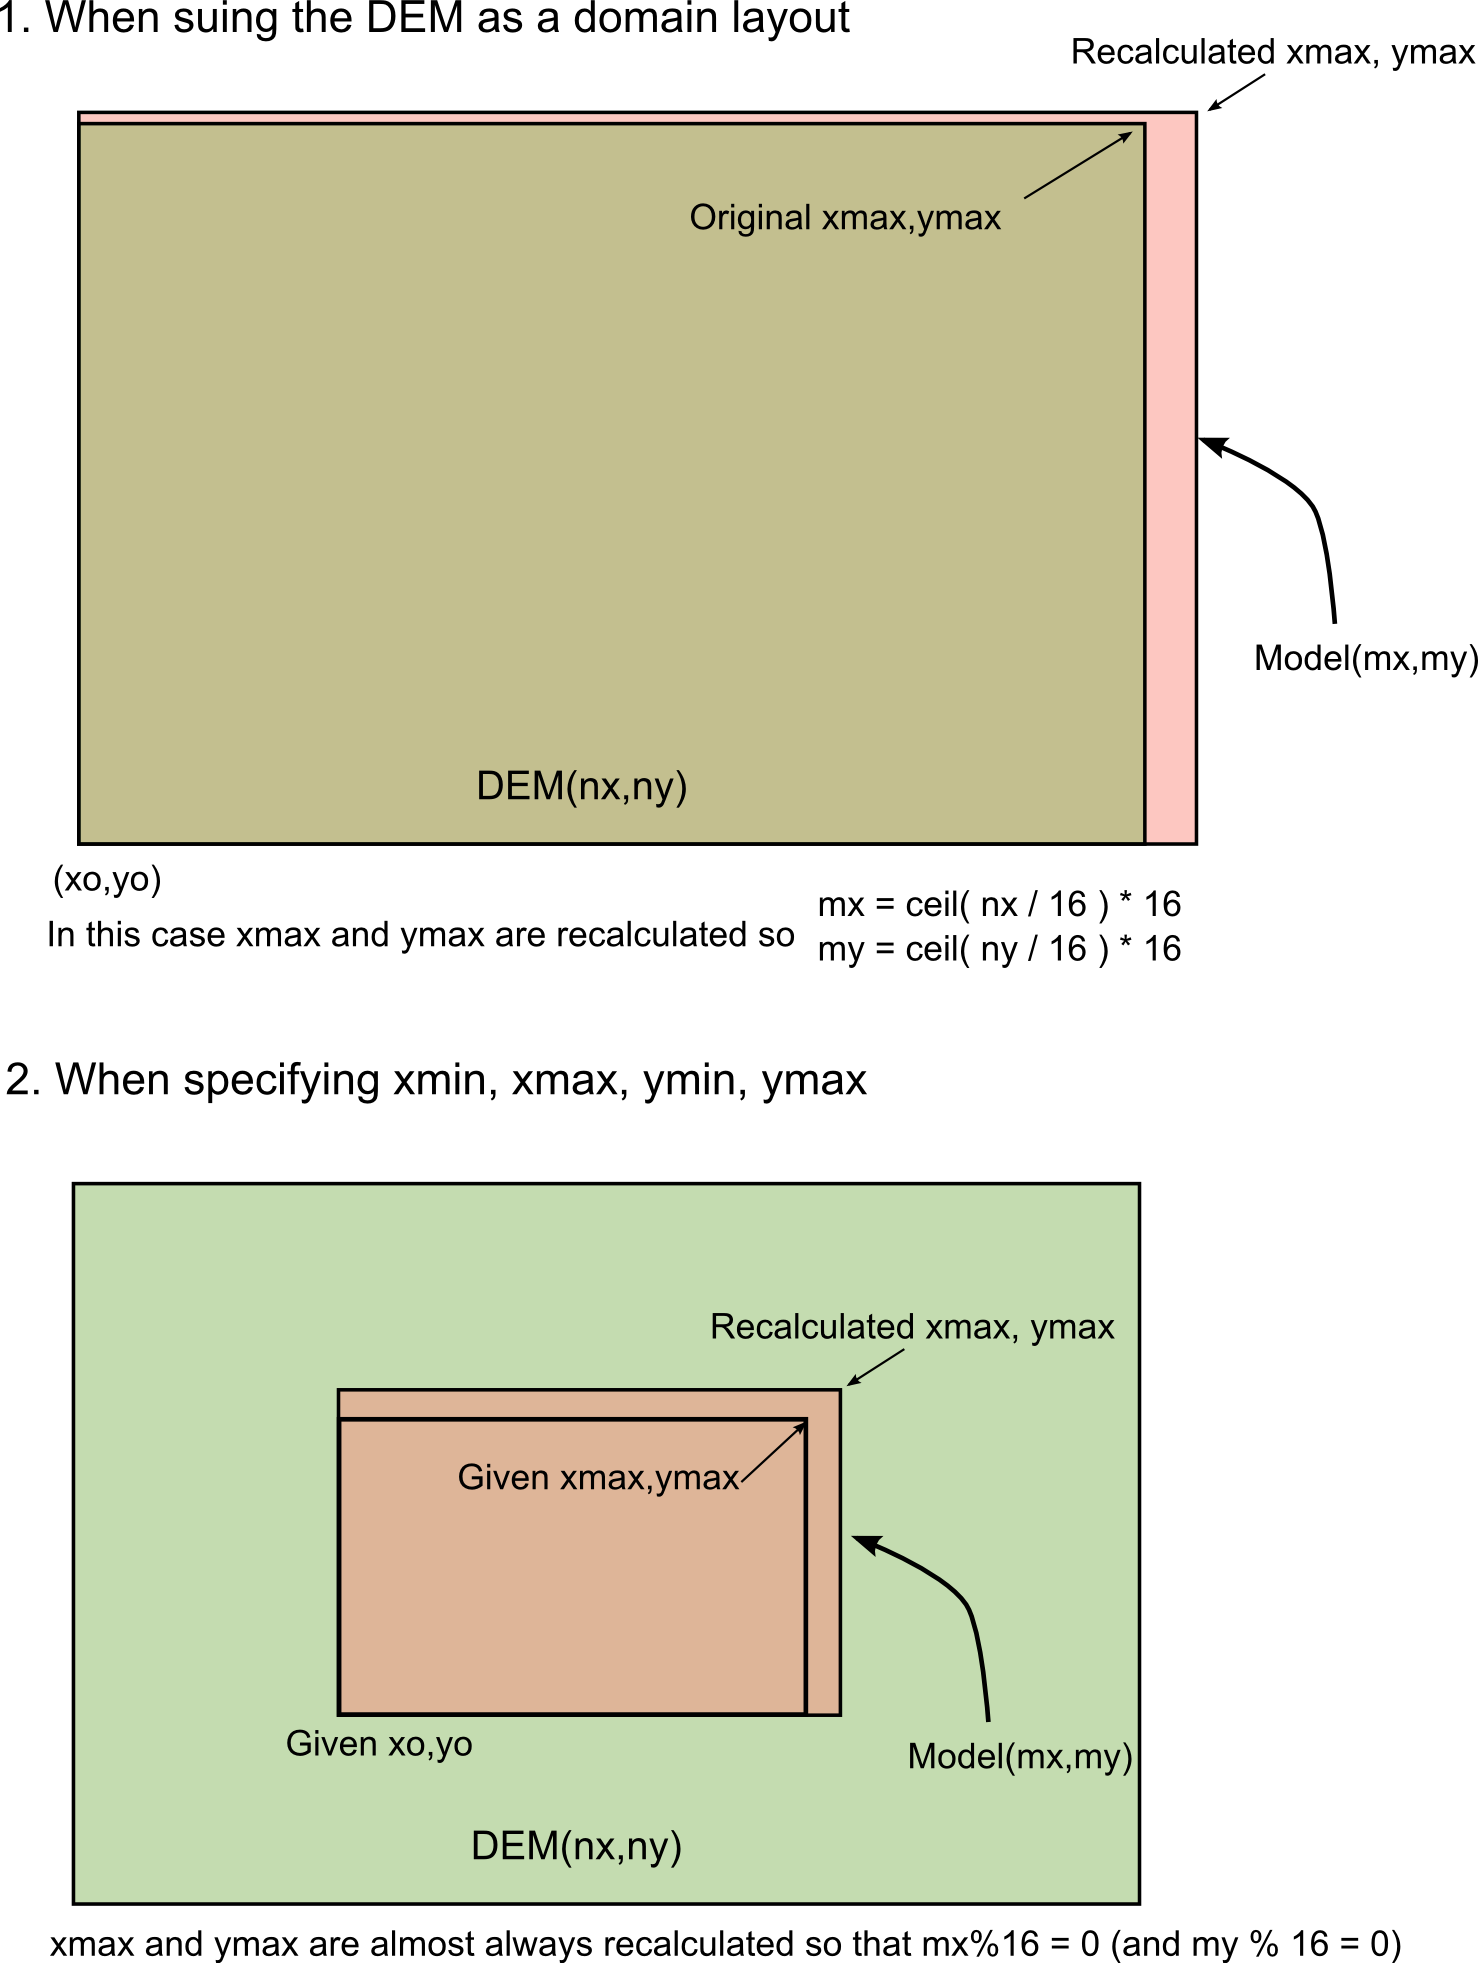 1. When suing the DEM as a domain layout
Recalculated xmax, ymax
Original xmax,ymax
Model(mx,my)
DEM(nx,ny)
(xo,yo)
In this case xmax and ymax are recalculated so
mx = ceil( nx / 16 ) * 16
my = ceil( ny / 16 ) * 16
2. When specifying xmin, xmax, ymin, ymax
Recalculated xmax, ymax
Given xmax,ymax
Given xo,yo
Model(mx,my)
DEM(nx,ny)
xmax and ymax are almost always recalculated so that mx%16 = 0 (and my % 16 = 0)